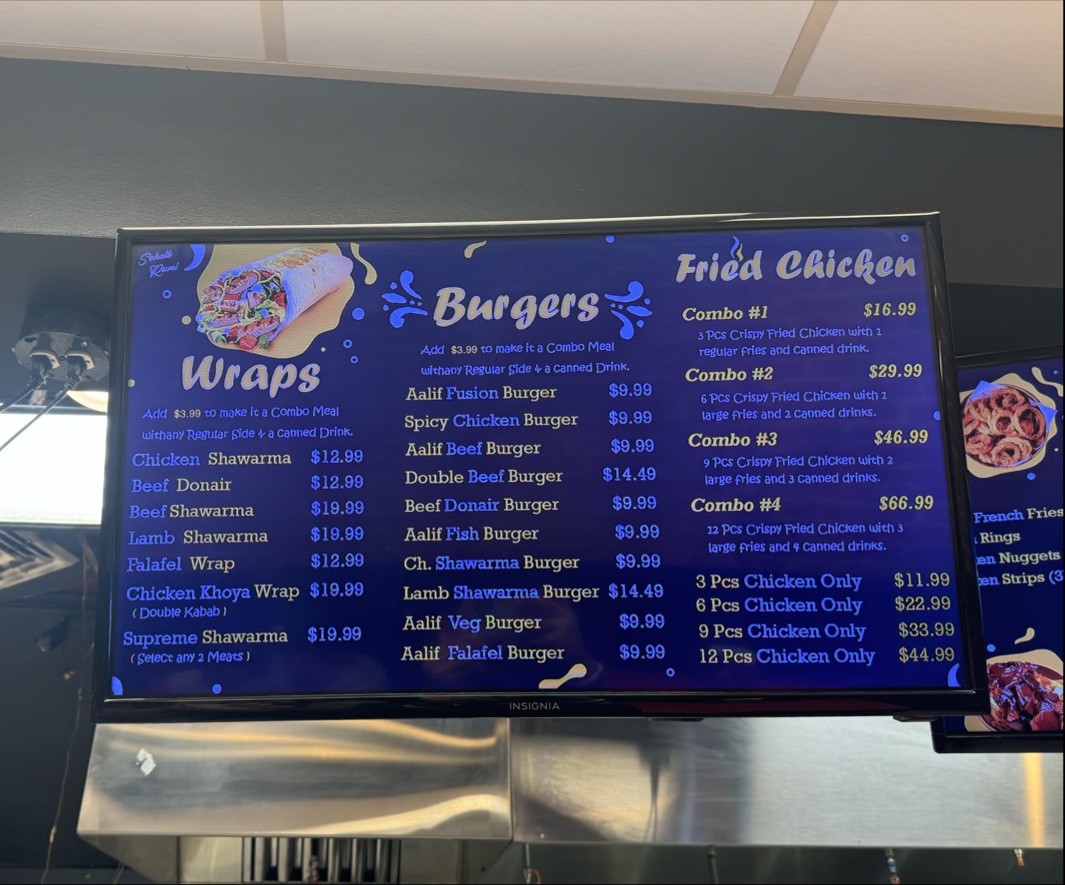 Sohaib
Rumi
Wraps
Add $3.99 to make it a Combo Meal
withany Regular Side & a canned Drink.
Chicken Shawarma $12.99
Beef Donair $12.99
Beef Shawarma $19.99
Lamb Shawarma $19.99
Falafel Wrap $12.99
Chicken Khoya Wrap $19.99
( Double Kabab )
Supreme Shawarma $19.99
( Select any 2 Meats )
Burgers
Add $3.99 to make it a Combo Meal
withany Regular Side & a canned Drink.
Aalif Fusion Burger $9.99
Spicy Chicken Burger $9.99
Aalif Beef Burger $9.99
Double Beef Burger $14.49
Beef Donair Burger $9.99
Aalif Fish Burger $9.99
Ch. Shawarma Burger $9.99
Lamb Shawarma Burger $14.49
Aalif Veg Burger $9.99
Aalif Falafel Burger $9.99
Fried Chicken
Combo #1 $16.99
3 Pcs Crispy Fried Chicken with 1
regular fries and canned drink.
Combo #2 $29.99
6 Pcs Crispy Fried Chicken with 1
large fries and 2 canned drinks.
Combo #3 $46.99
9 Pcs Crispy Fried Chicken with 2
large fries and 3 canned drinks.
Combo #4 $66.99
12 Pcs Crispy Fried Chicken with 3
large fries and 4 canned drinks.
3 Pcs Chicken Only $11.99
6 Pcs Chicken Only $22.99
9 Pcs Chicken Only $33.99
12 Pcs Chicken Only $44.99
INSIGNIA
French Fries
Rings
en Nuggets
en Strips (3